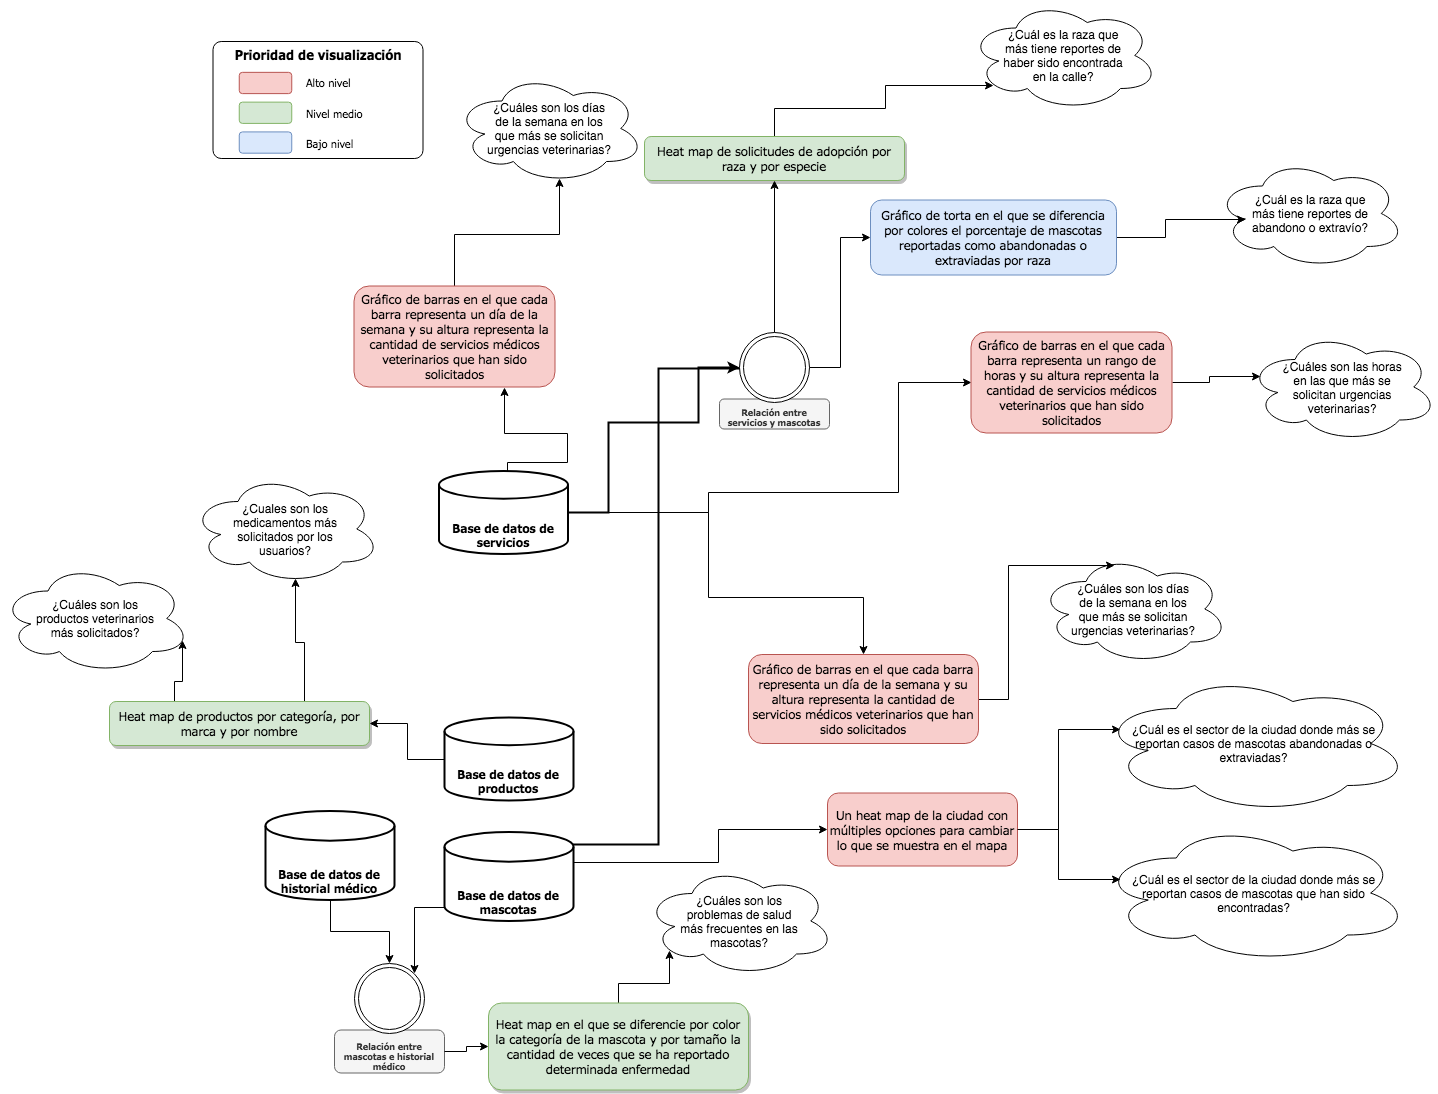 Prioridad de visualización
Alto nivel
Nivel medio
Bajo nivel
¿Cuáles son los días
de la semana en los
que más se solicitan
urgencias veterinarias?
¿Cuál es la raza que
más tiene reportes de
haber sido encontrada
en la calle?
Heat map de solicitudes de adopción por
raza y por especie
Gráfico de torta en el que se diferencia
por colores el porcentaje de mascotas
reportadas como abandonadas o
extraviadas por raza
¿Cuál es la raza que
más tiene reportes de
abandono o extravío?
Gráfico de barras en el que cada
barra representa un día de la
semana y su altura representa la
cantidad de servicios médicos
veterinarios que han sido
solicitados
Relación entre
servicios y mascotas
Gráfico de barras en el que cada
barra representa un rango de
horas y su altura representa la
cantidad de servicios médicos
veterinarios que han sido
solicitados
¿Cuáles son las horas
en las que más se
solicitan urgencias
veterinarias?
Base de datos de
servicios
¿Cuales son los
medicamentos más
solicitados por los
usuarios?
¿Cuáles son los
productos veterinarios
más solicitados?
¿Cuáles son los días
de la semana en los
que más se solicitan
urgencias veterinarias?
Gráfico de barras en el que cada barra
representa un día de la semana y su
altura representa la cantidad de
servicios médicos veterinarios que han
sido solicitados
Heat map de productos por categoría, por
marca y por nombre
Base de datos de
productos
¿Cuál es el sector de la ciudad donde más se
reportan casos de mascotas abandonadas o
extraviadas?
Un heat map de la ciudad con
múltiples opciones para cambiar
lo que se muestra en el mapa
Base de datos de
historial médico
Base de datos de
mascotas
¿Cuál es el sector de la ciudad donde más se
reportan casos de mascotas que han sido
encontradas?
¿Cuáles son los
problemas de salud
más frecuentes en las
mascotas?
Relación entre
mascotas e historial
médico
Heat map en el que se diferencie por color
la categoría de la mascota y por tamaño la
cantidad de veces que se ha reportado
determinada enfermedad